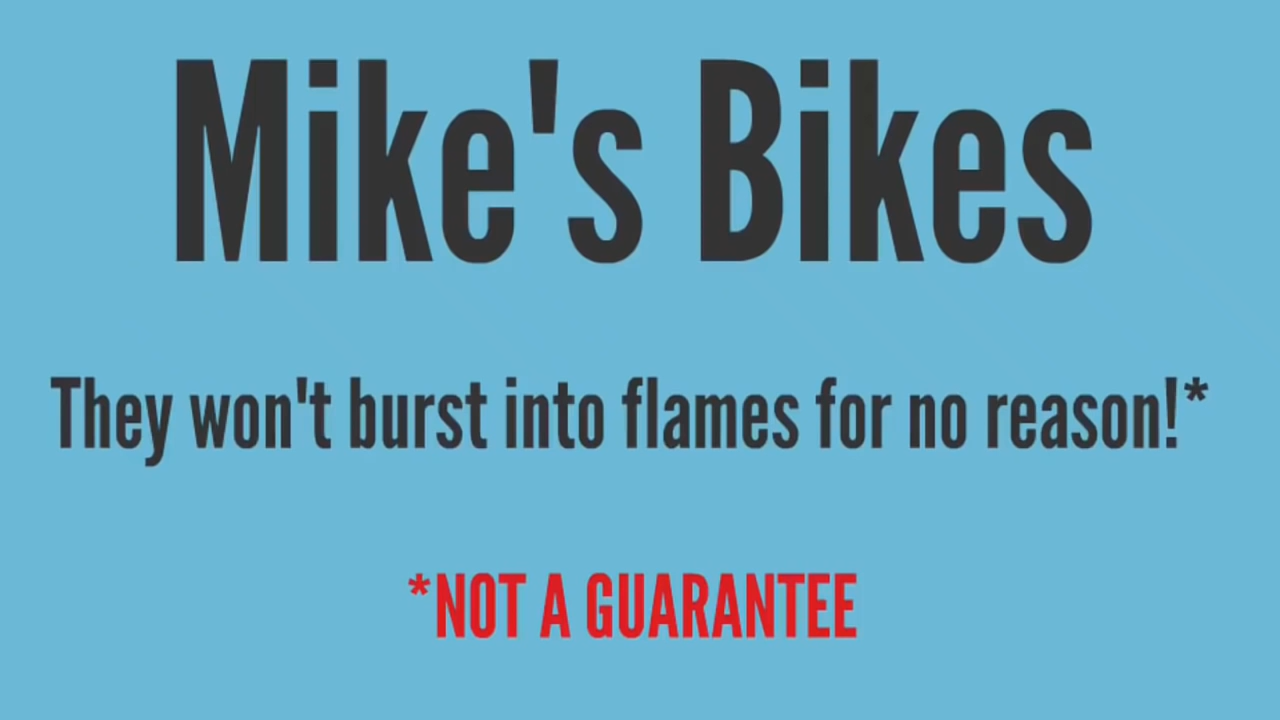 Mike's Bikes
They won't burst into flames for no reason!*
*NOT A GUARANTEE